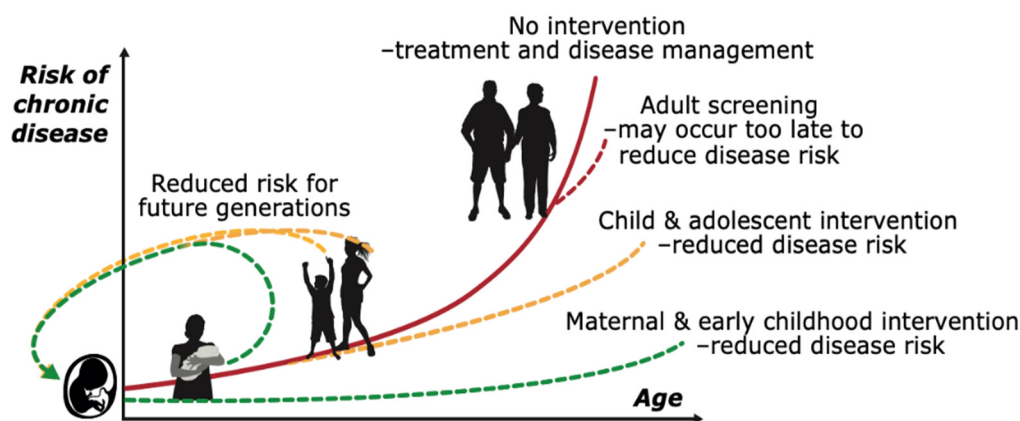 No intervention
–treatment and disease management
Risk of
chronic
disease
Adult screening
–may occur too late to
reduce disease risk
Reduced risk for
future generations
Child & adolescent intervention
–reduced disease risk
Maternal & early childhood intervention
–reduced disease risk
Age